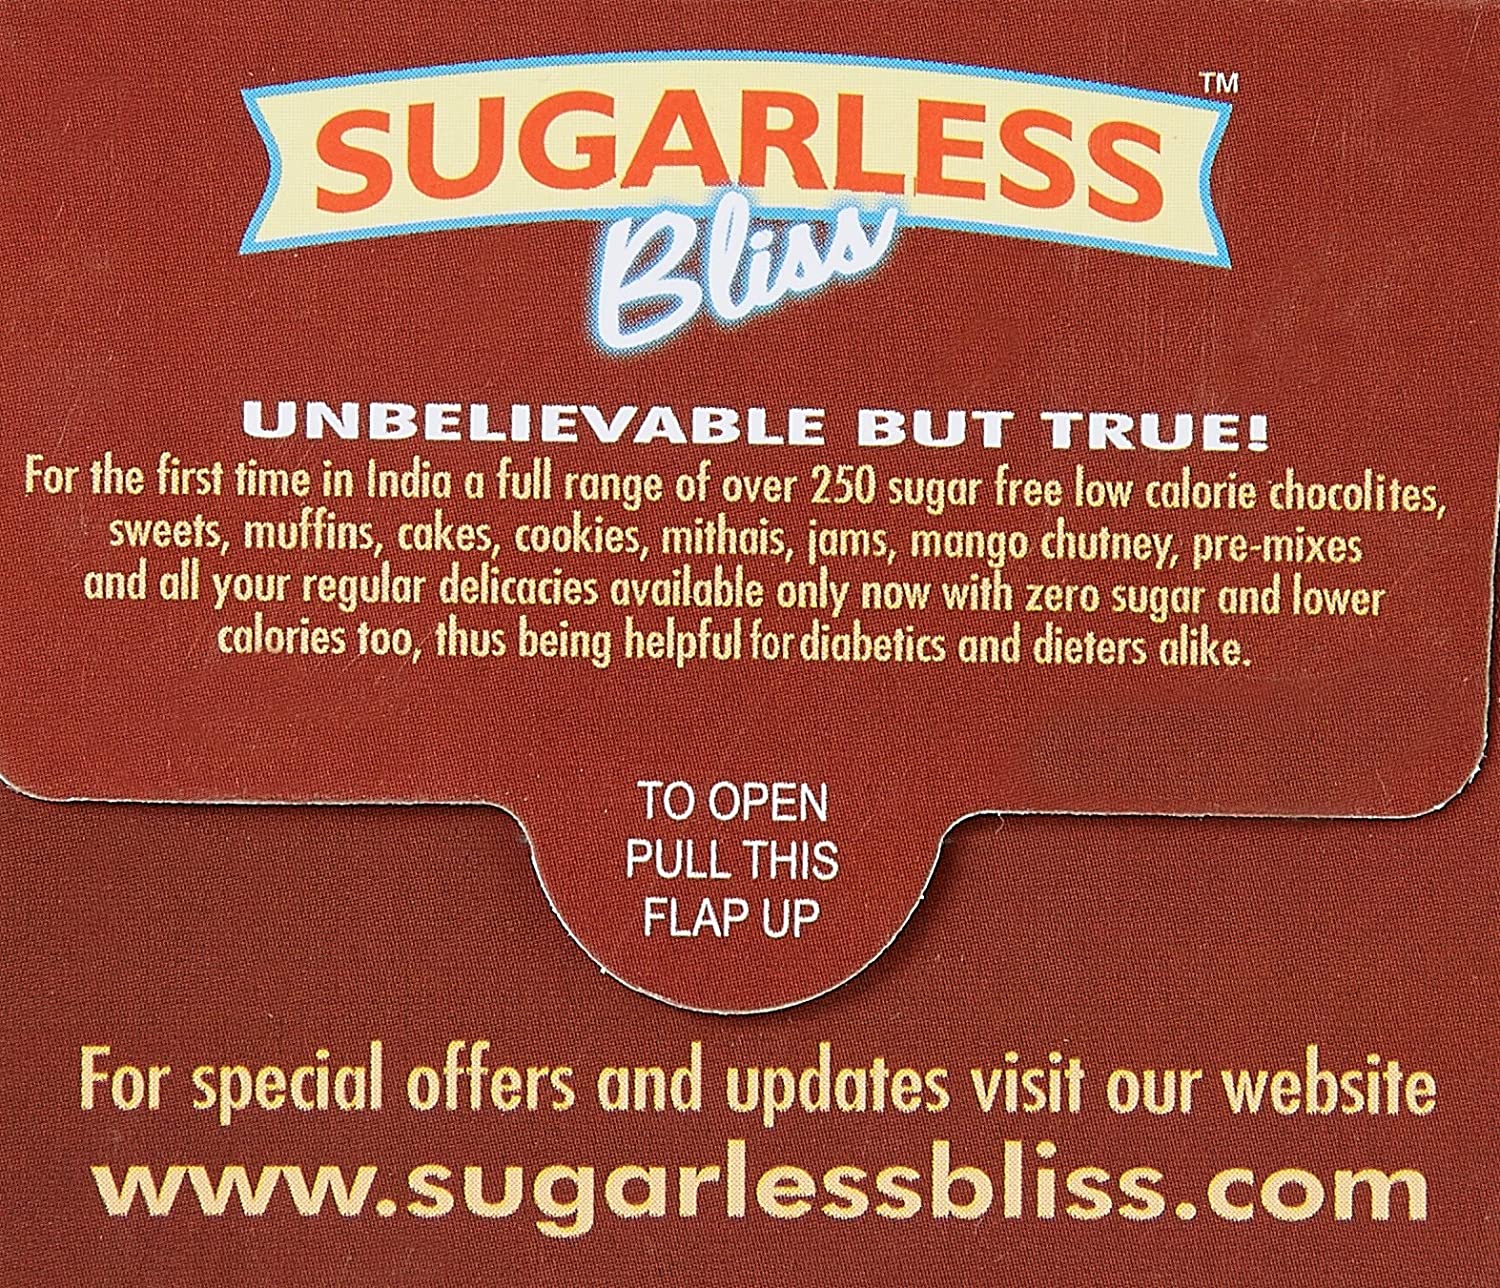 SUGARLESS™
Bliss
UNBELIEVABLE BUT TRUE!
For the first time in India a full range of over 250 sugar free low calorie chocolites,
sweets, muffins, cakes, cookies, mithais, jams, mango chutney, pre-mixes
and all your regular delicacies available only now with zero sugar and lower
calories too, thus being helpful for diabetics and dieters alike.
TO OPEN
PULL THIS
FLAP UP
For special offers and updates visit our website
www.sugarlessbliss.com